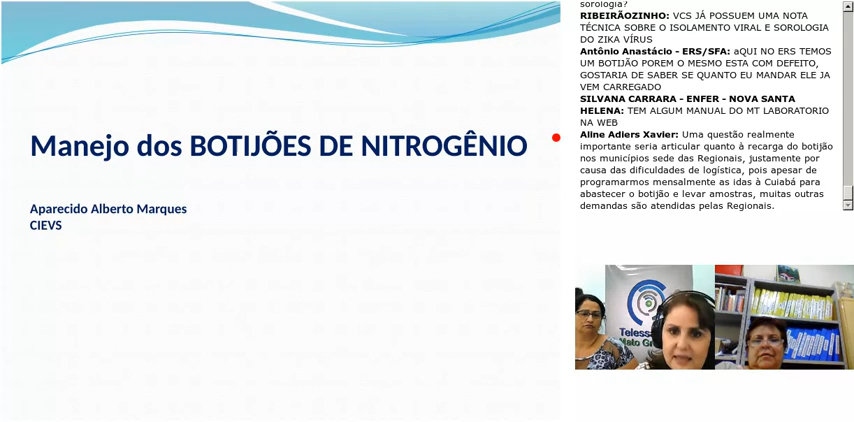 Manejo dos BOTIJÕES DE NITROGÊNIO
Aparecido Alberto Marques
CIEVS
sorologia?
RIBEIRÃOZINHO: VCS JÁ POSSUEM UMA NOTA
TÉCNICA SOBRE O ISOLAMENTO VIRAL E SOROLOGIA
DO ZIKA VÍRUS
Antônio Anastácio - ERS/SFA: aQUI NO ERS TEMOS
UM BOTIJÃO POREM O MESMO ESTA COM DEFEITO,
GOSTARIA DE SABER SE QUANTO EU MANDAR ELE JA
VEM CARREGADO
SILVANA CARRARA - ENFER - NOVA SANTA
HELENA: TEM ALGUM MANUAL DO MT LABORATORIO
NA WEB
Aline Adlers Xavier: Uma questão realmente
importante seria articular quanto à recarga do botijão
nos municípios sede das Regionais, justamente por
causa das dificuldades de logística, pois apesar de
programarmos mensalmente as idas à Cuiabá para
abastecer o botijão e levar amostras, muitas outras
demandas são atendidas pelas Regionais.
Telessa
Mato Gr